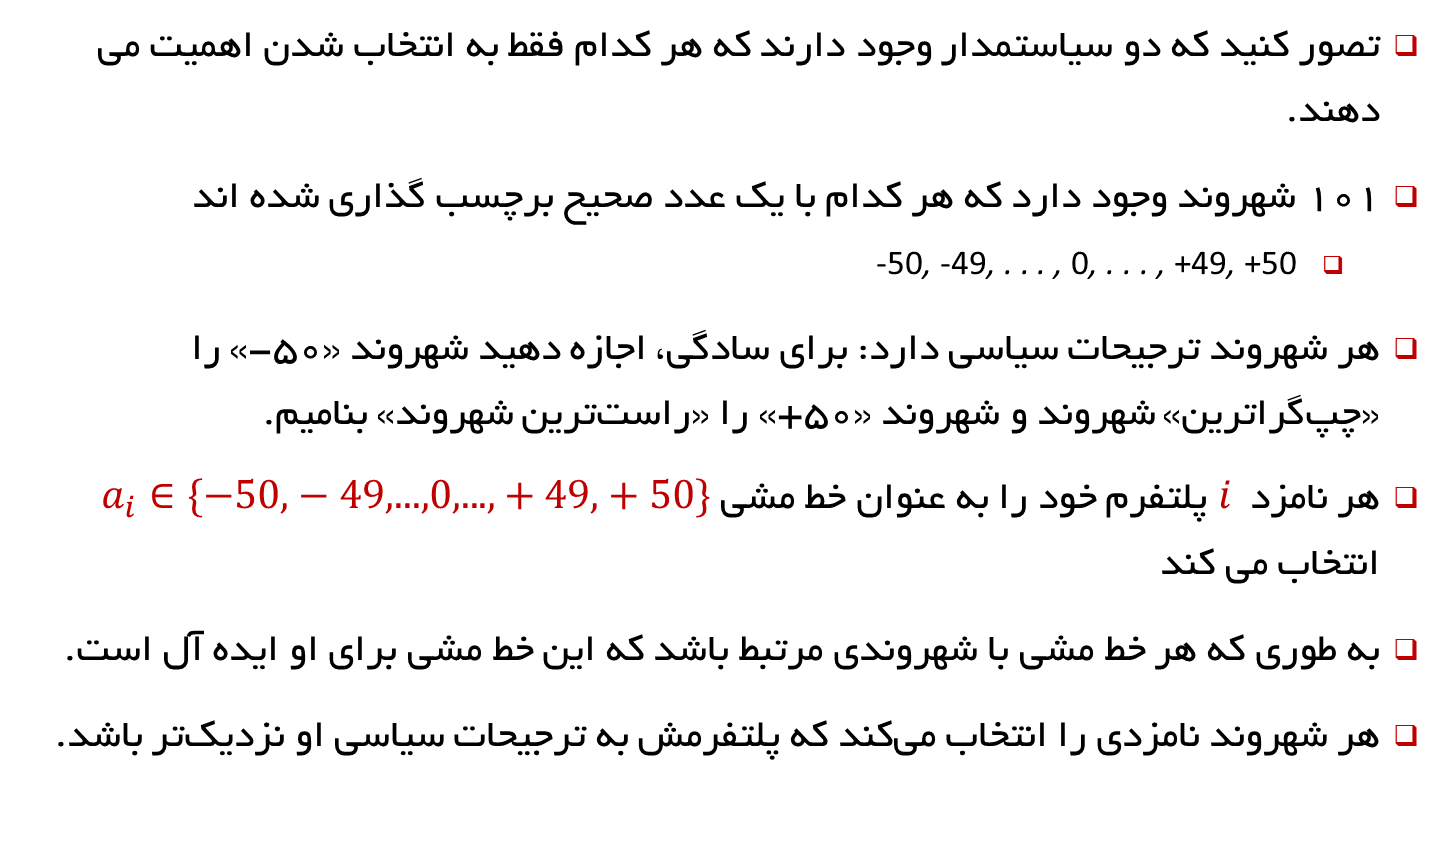 ❑ تصور کنید که دو سیاستمدار وجود دارند که هر کدام فقط به انتخاب شدن اهمیت می
دهند.
❑ ۱۰۱ شهروند وجود دارد که هر کدام با یک عدد صحیح برچسب گذاری شده اند
❑ -50, -49, . . . , 0, . . . , +49, +50
❑ هر شهروند ترجیحات سیاسی دارد: برای سادگی، اجازه دهید شهروند «۵۰-» را
«چپ‌گراترین» شهروند و شهروند «۵۰+» را «راست‌ترین شهروند» بنامیم.
❑ هر نامزد i پلتفرم خود را به عنوان خط مشی a_i ∈ {−50, − 49,...,0,..., + 49, + 50}
انتخاب می کند
❑ به طوری که هر خط مشی با شهروندی مرتبط باشد که این خط مشی برای او ایده آل است.
❑ هر شهروند نامزدی را انتخاب می‌کند که پلتفرمش به ترجیحات سیاسی او نزدیک‌تر باشد.